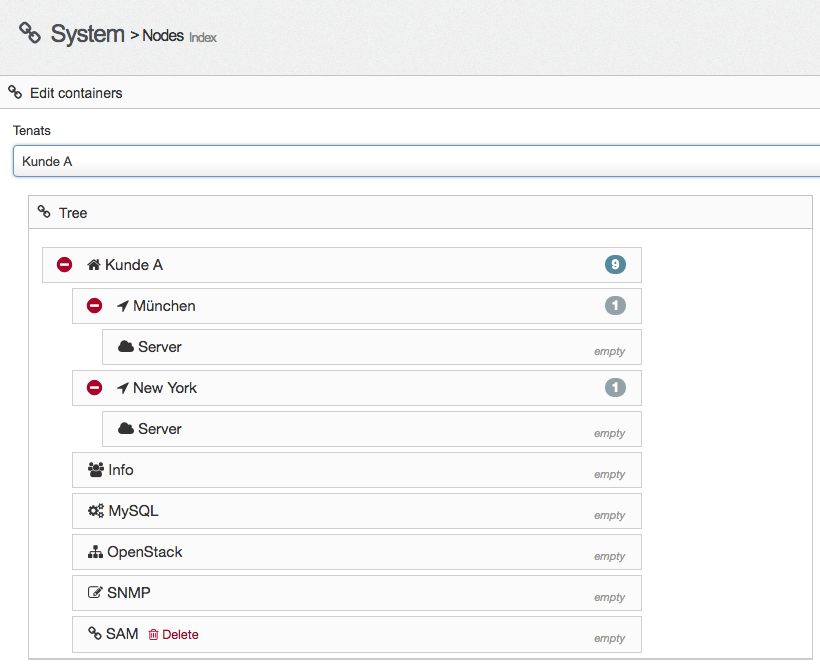 System > Nodes Index
Edit containers
Tenats
Kunde A
Tree
Kunde A 9
München 1
Server empty
New York 1
Server empty
Info empty
MySQL empty
OpenStack empty
SNMP empty
SAM Delete empty